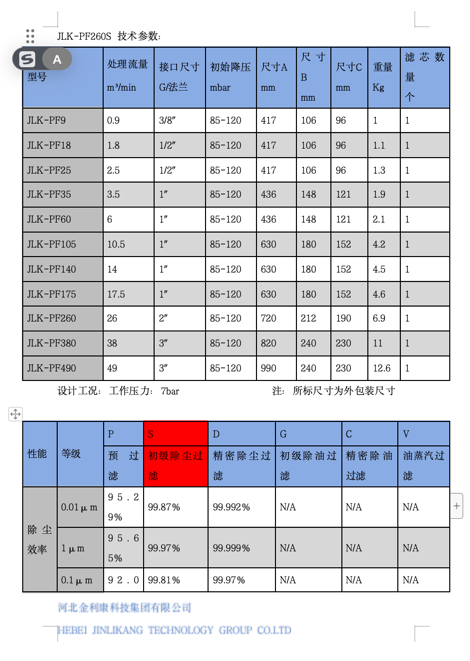 JLK-PF260S 技术参数:
S A
型号 处理流量 m³/min 接口尺寸 G/法兰 初始降压 mbar 尺寸A mm 尺寸B mm 尺寸C mm 重量 Kg 滤芯数量 个
JLK-PF9 0.9 3/8″ 85-120 417 106 96 1 1
JLK-PF18 1.8 1/2″ 85-120 417 106 96 1.1 1
JLK-PF25 2.5 1/2″ 85-120 417 106 96 1.3 1
JLK-PF35 3.5 1″ 85-120 436 148 121 1.9 1
JLK-PF60 6 1″ 85-120 436 148 121 2.1 1
JLK-PF105 10.5 1″ 85-120 630 180 152 4.2 1
JLK-PF140 14 1″ 85-120 630 180 152 4.5 1
JLK-PF175 17.5 1″ 85-120 630 180 152 4.6 1
JLK-PF260 26 2″ 85-120 720 212 190 6.9 1
JLK-PF380 38 3″ 85-120 820 240 230 11 1
JLK-PF490 49 3″ 85-120 990 240 230 12.6 1
设计工况: 工作压力: 7bar 注: 所标尺寸为外包装尺寸
性能 等级 P S D G C V
预过滤 初级除尘过滤 精密除尘过滤 初级除油过滤 精密除油过滤 油蒸汽过滤
除尘效率 0.01μm 95.29% 99.87% 99.992% N/A N/A N/A
1μm 95.65% 99.97% 99.999% N/A N/A N/A
0.1μm 92.0 99.81% 99.97% N/A N/A N/A
河北金利康科技集团有限公司
HEBEI JINLIKANG TECHNOLOGY GROUP CO.LTD